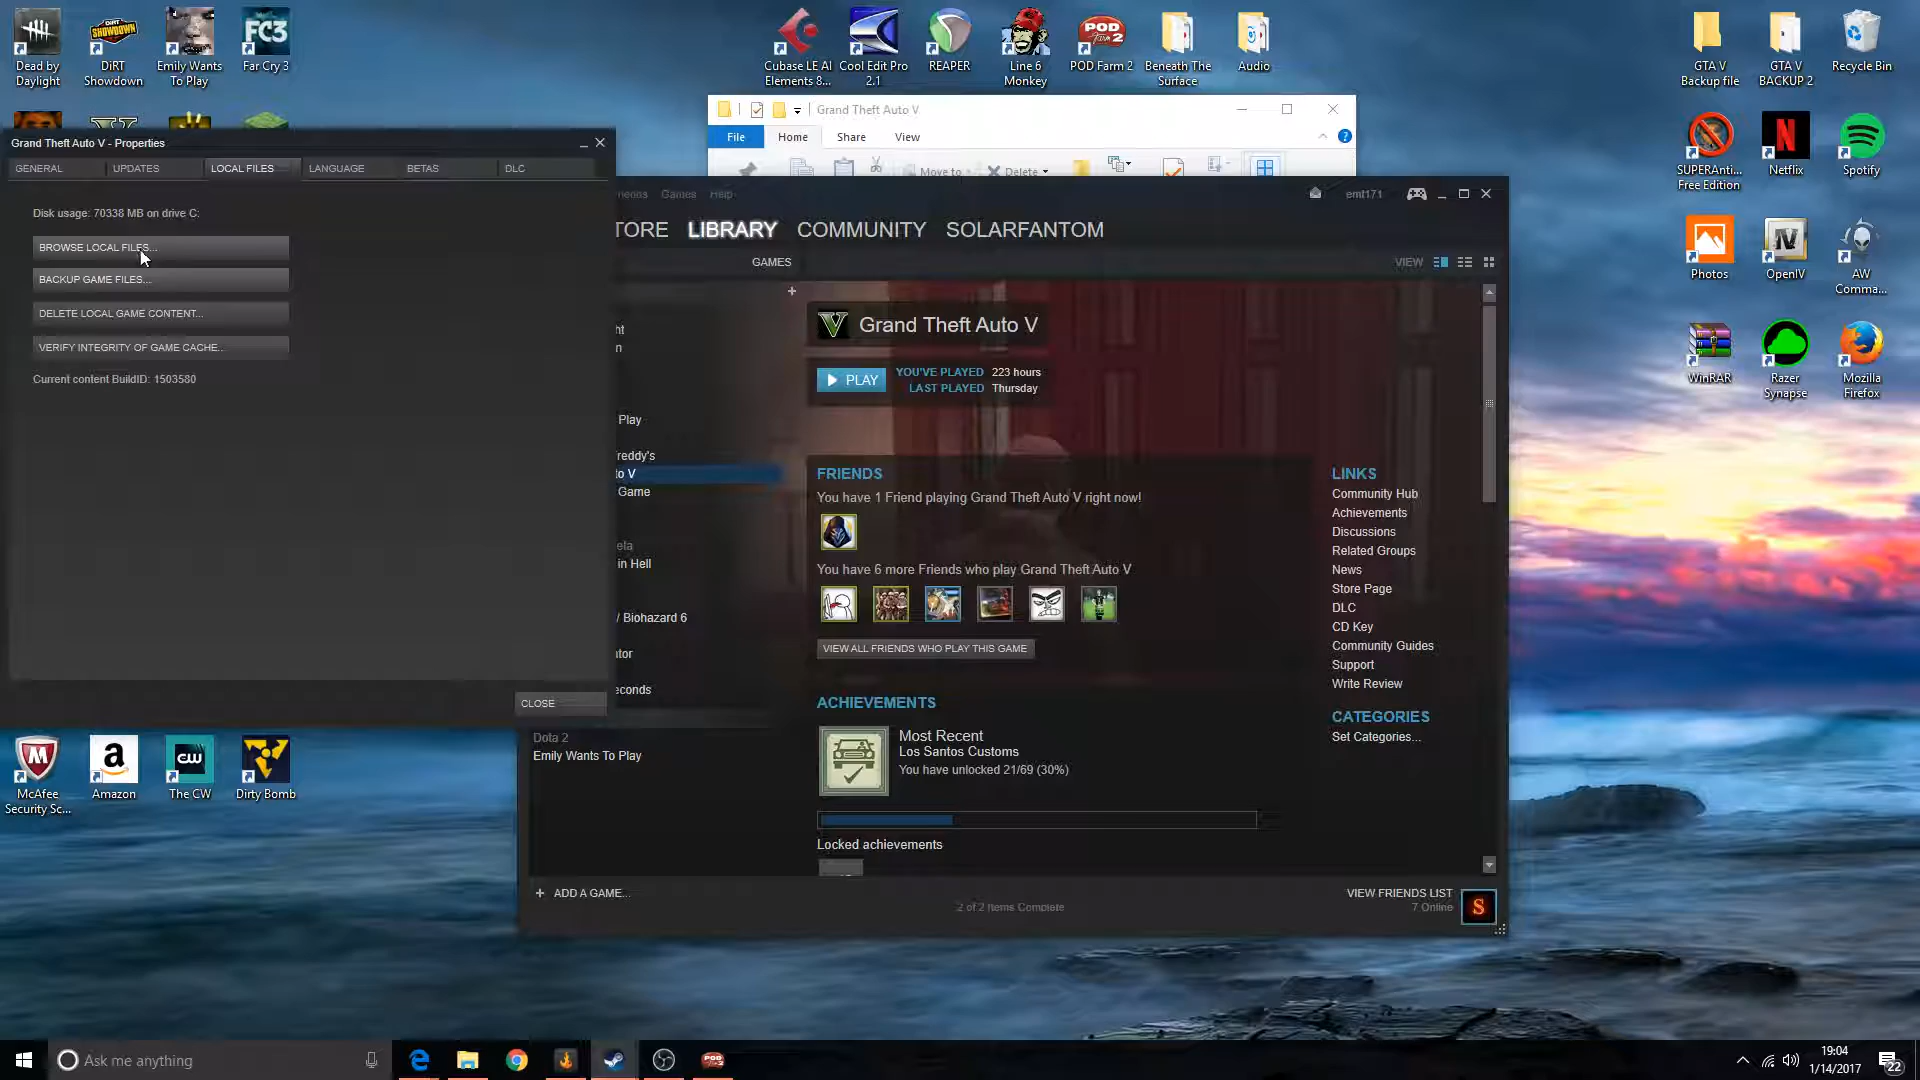 Dead by
Daylight
DiRT
Showdown
Emily Wants
To Play
FC3
Far Cry 3
Cubase LE AI
Elements 8...
Cool Edit Pro
2.1
REAPER
Line 6
Monkey
POD Farm 2
Beneath The
Surface
Audio
GTA V
Backup file
GTA V
BACKUP 2
Recycle Bin
Grand Theft Auto V
File
Home
Share
View
Move to
Delete
Grand Theft Auto V - Properties
GENERAL
UPDATES
LOCAL FILES
LANGUAGE
BETAS
DLC
Disk usage: 70338 MB on drive C:
BROWSE LOCAL FILES...
BACKUP GAME FILES...
DELETE LOCAL GAME CONTENT...
VERIFY INTEGRITY OF GAME CACHE...
Current content BuildID: 1503580
CLOSE
Games
Help
emt171
TORE
LIBRARY
COMMUNITY
SOLARFANTOM
GAMES
VIEW
Play
reddy's
to V
Game
ela
in Hell
/ Biohazard 6
tor
econds
Dota 2
Emily Wants To Play
Grand Theft Auto V
PLAY
YOU'VE PLAYED 223 hours
LAST PLAYED Thursday
FRIENDS
You have 1 Friend playing Grand Theft Auto V right now!
You have 6 more Friends who play Grand Theft Auto V
VIEW ALL FRIENDS WHO PLAY THIS GAME
ACHIEVEMENTS
Most Recent
Los Santos Customs
You have unlocked 21/69 (30%)
Locked achievements
LINKS
Community Hub
Achievements
Discussions
Related Groups
News
Store Page
DLC
CD Key
Community Guides
Support
Write Review
CATEGORIES
Set Categories...
+ ADD A GAME...
2 of 2 Items Complete
VIEW FRIENDS LIST
7 Online
S
SUPERAnti...
Free Edition
Netflix
Spotify
Photos
OpenIV
AW
Comma...
WinRAR
Razer
Synapse
Mozilla
Firefox
McAfee
Security Sc...
Amazon
The CW
Dirty Bomb
Ask me anything
19:04
1/14/2017
22